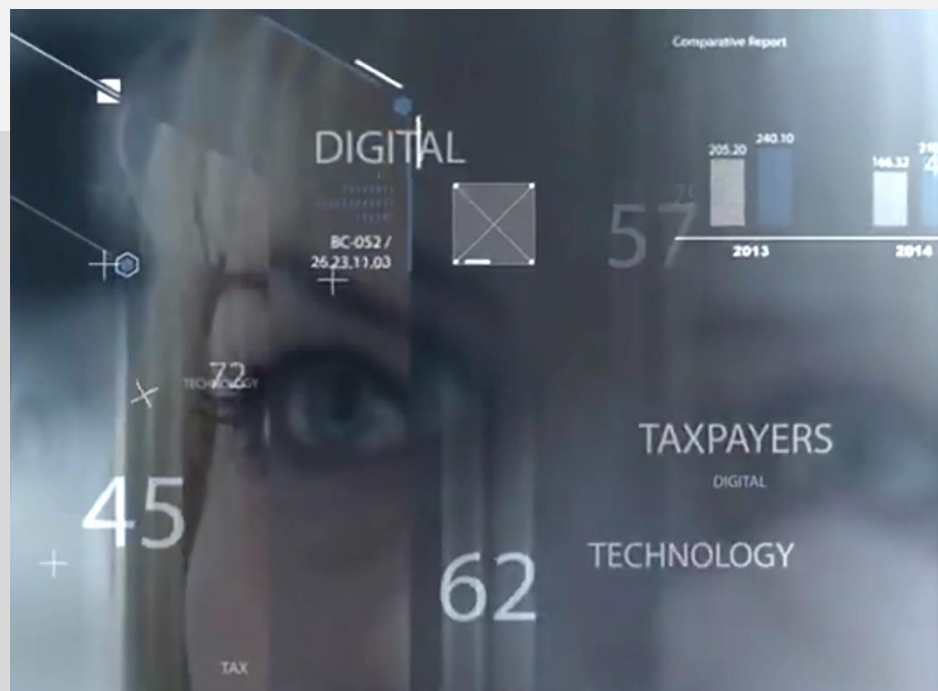 Comparative Report
DIGITAL
205.20
240.10
166.32
57
BC-052 /
26.23.11.03
2013
2014
72
TECHNOLOGY
TAXPAYERS
DIGITAL
45
TECHNOLOGY
62
TAX